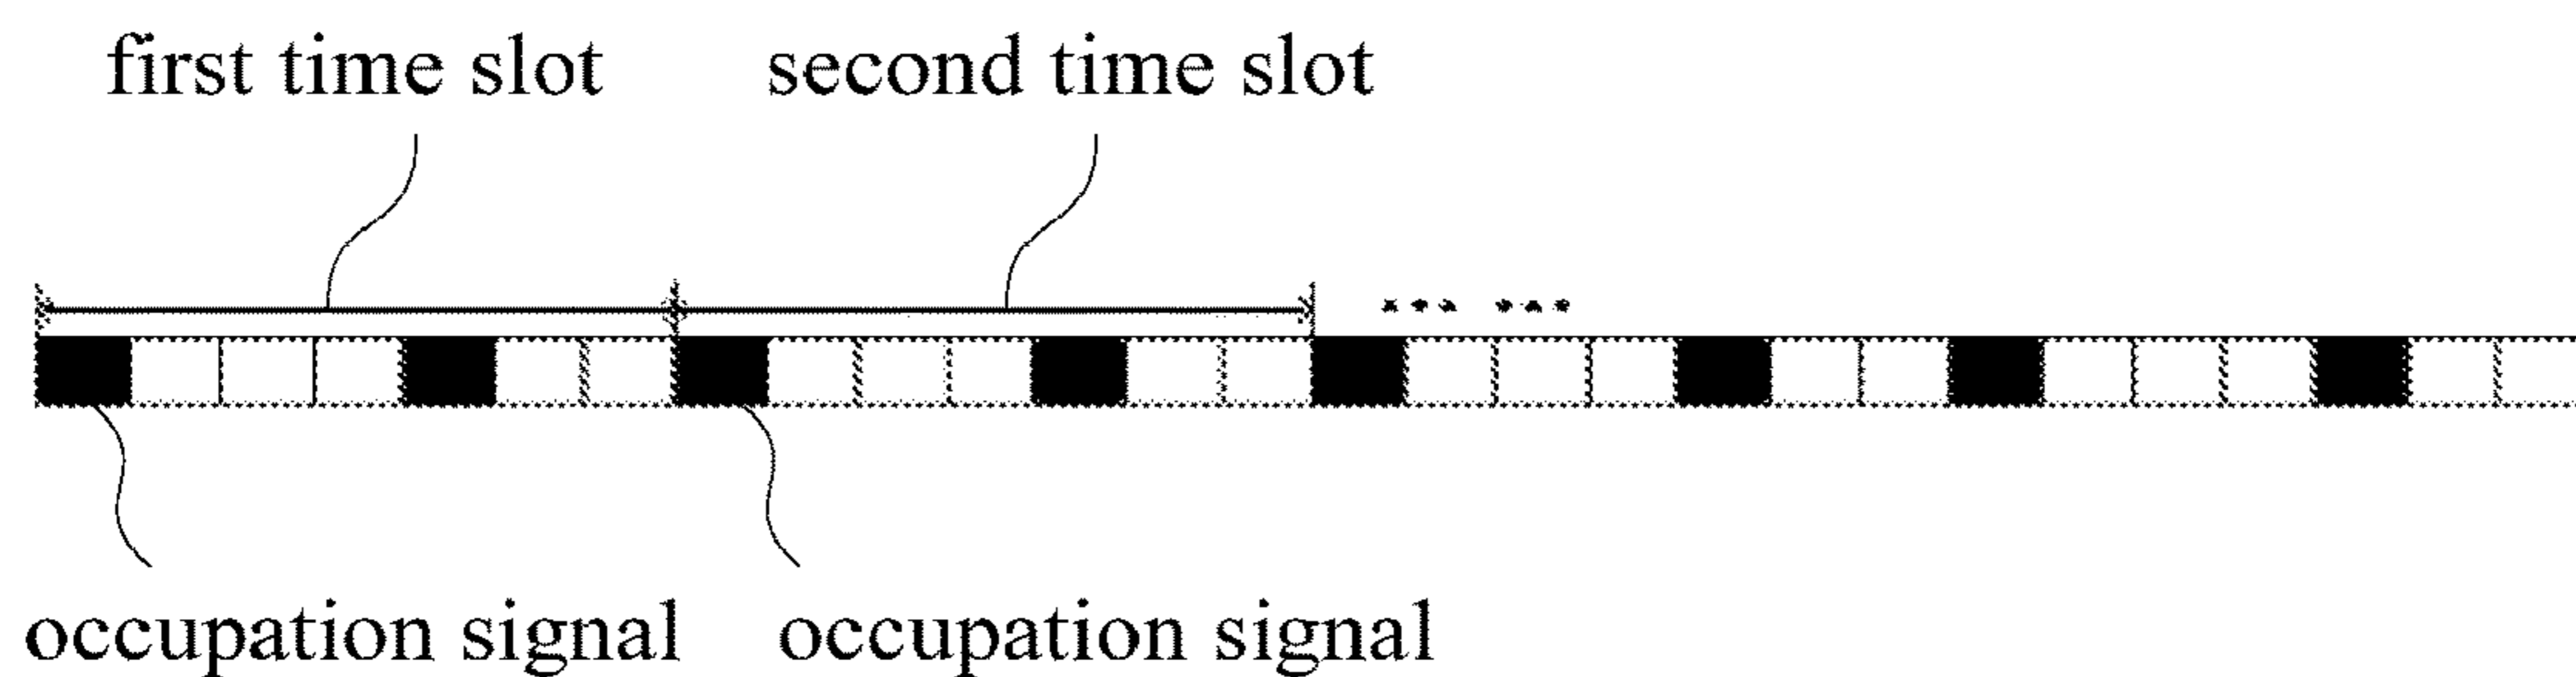 first time slot second time slot
... ...
occupation signal occupation signal